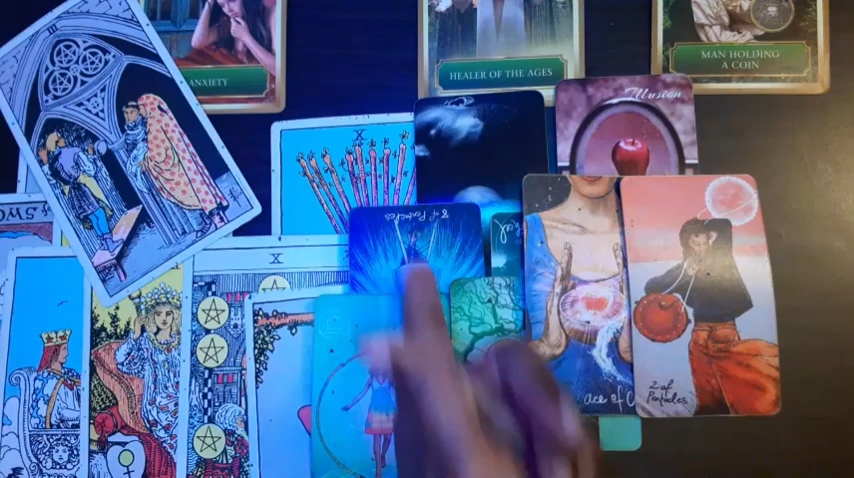 ANXIETY
HEALER OF THE AGES
MAN HOLDING
A COIN
Illusion
X
8 of Pentacles
X
ace of C
2 of
Pentacles